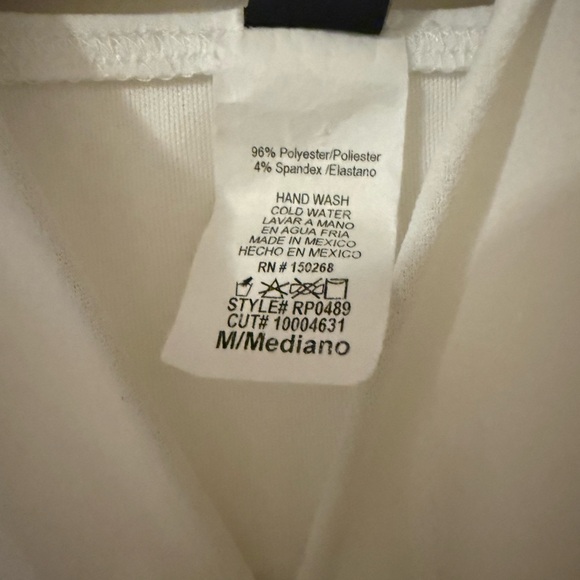 96% Polyester/Poliester
4% Spandex /Elastano
HAND WASH
COLD WATER
LAVAR A MANO
EN AGUA FRIA
MADE IN MEXICO
HECHO EN MEXICO
RN # 150268
STYLE# RP0489
CUT# 10004631
M/Mediano